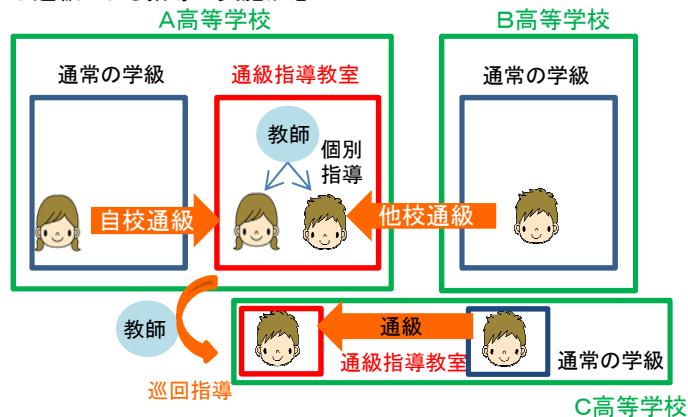 A高等学校
B高等学校
通常の学級
通級指導教室
通常の学級
教師
個別
指導
自校通級
他校通級
教師
通級
通級指導教室
通常の学級
巡回指導
C高等学校